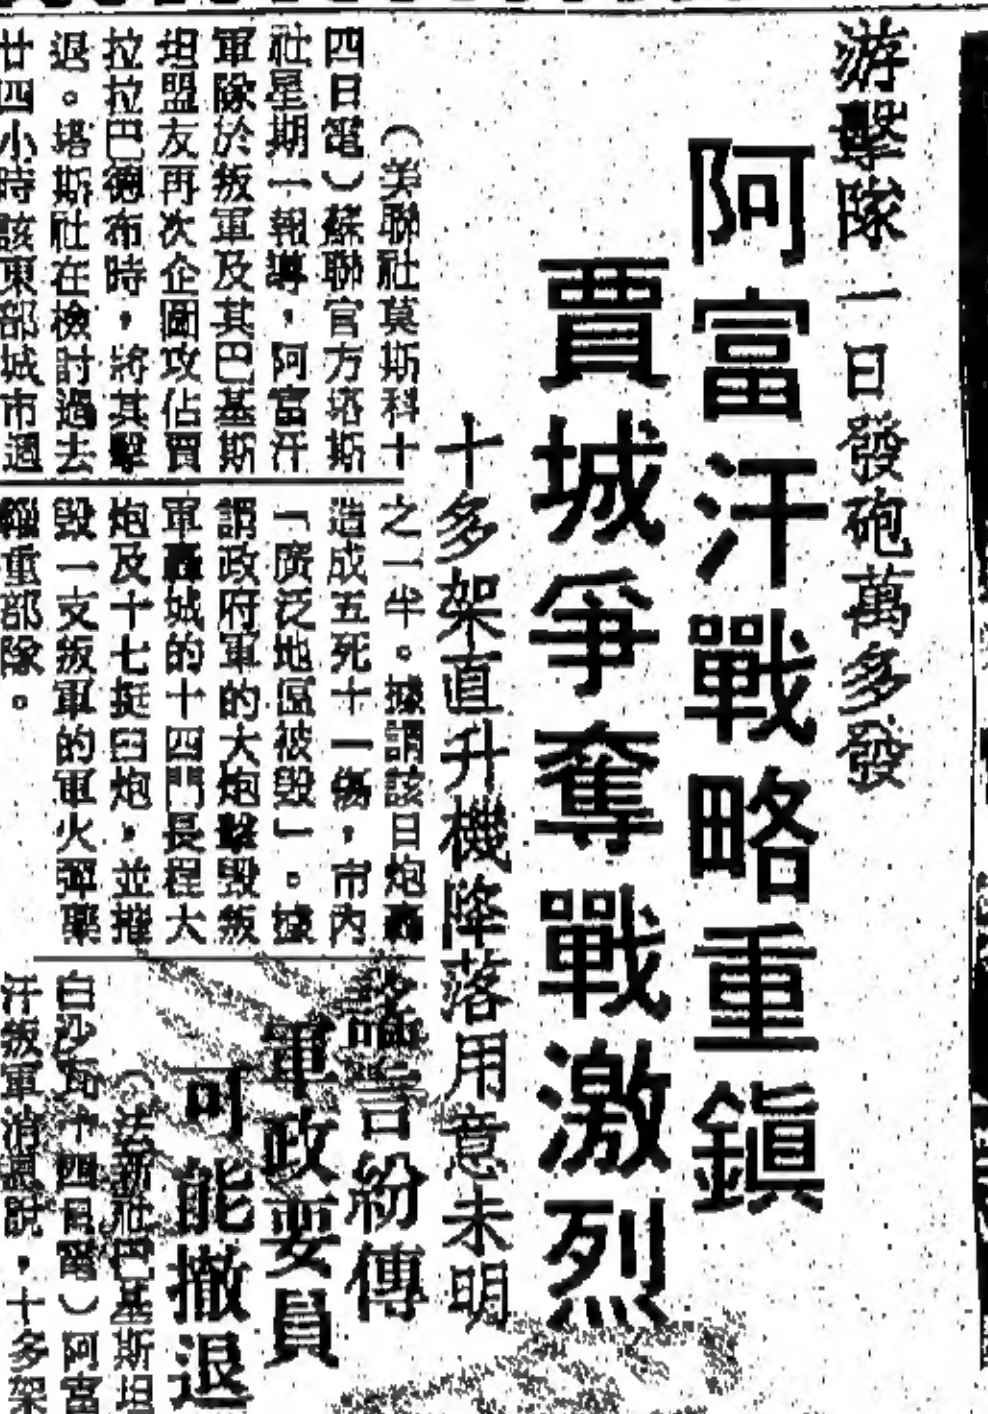 游擊隊一日發砲萬多發
阿富汗戰略重鎮
賈城爭奪戰激烈
十多架直升機降落用意未明
（美聯社莫斯科十
四日電）蘇聯官方塔斯
社星期一報導，阿富汗
軍隊於叛軍及其巴基斯
坦盟友再次企圖攻佔賈
拉拉巴德布時，將其擊
退。塔斯社在檢討過去
廿四小時該東部城市週
之一半。據謂該日炮轟
造成五死十一傷，市內
「廣泛地區被毀」。據
謂政府軍的大炮擊毀叛
軍轟城的十四門長程大
炮及十七挺臼炮，並摧
毀一支叛軍的軍火彈藥
輜重部隊。
謠言紛傳
軍政要員
可能撤退
（法新社巴基斯坦
白沙瓦十四日電）阿富
汗叛軍消息說，十多架